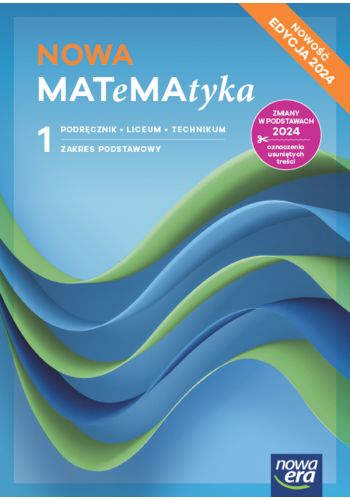 NOWOŚĆ
EDYCJA 2024
NOWA
MATeMAtyka
1
PODRĘCZNIK • LICEUM • TECHNIKUM
ZAKRES PODSTAWOWY
ZMIANY
W PODSTAWACH
2024
oznaczenia
usuniętych
treści
nowa
era